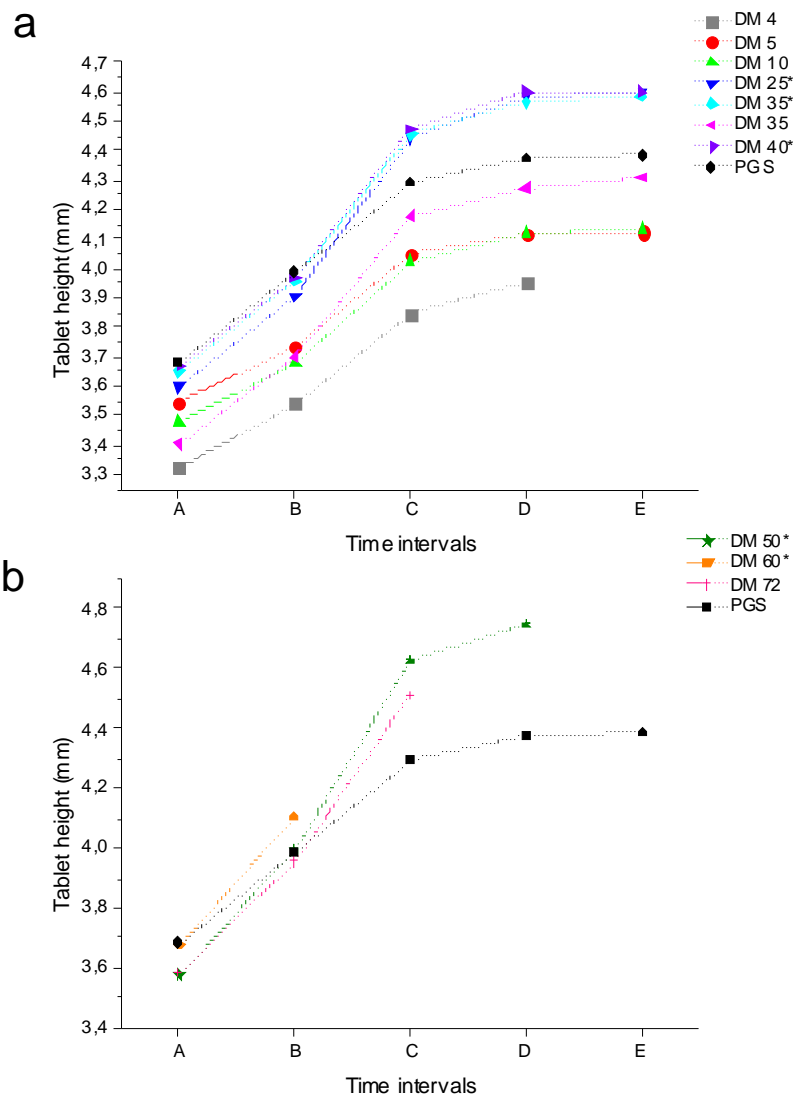 a
DM 4
DM 5
DM 10
DM 25*
DM 35*
DM 35
DM 40*
PGS
4,7
4,6
4,5
4,4
4,3
4,2
4,1
4,0
3,9
3,8
3,7
3,6
3,5
3,4
3,3
Tablet height (mm)
A B C D E
Time intervals
b
DM 50*
DM 60*
DM 72
PGS
4,8
4,6
4,4
4,2
4,0
3,8
3,6
3,4
Tablet height (mm)
A B C D E
Time intervals